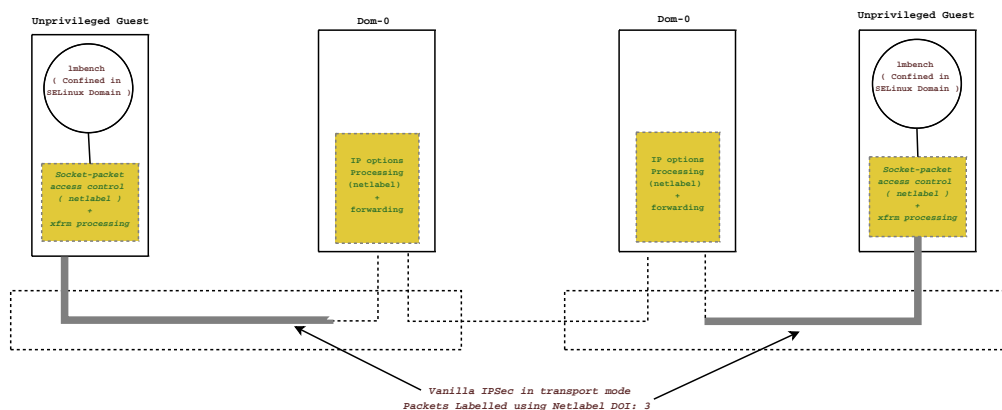 Unprivileged Guest
lmbench
( Confined in
SELinux Domain )
Socket-packet
access control
( netlabel )
+
xfrm processing
Dom-0
IP options
Processing
(netlabel)
+
forwarding
Dom-0
IP options
Processing
(netlabel)
+
forwarding
Unprivileged Guest
lmbench
( Confined in
SELinux Domain )
Socket-packet
access control
( netlabel )
+
xfrm processing
Vanilla IPSec in transport mode
Packets Labelled using Netlabel DOI: 3